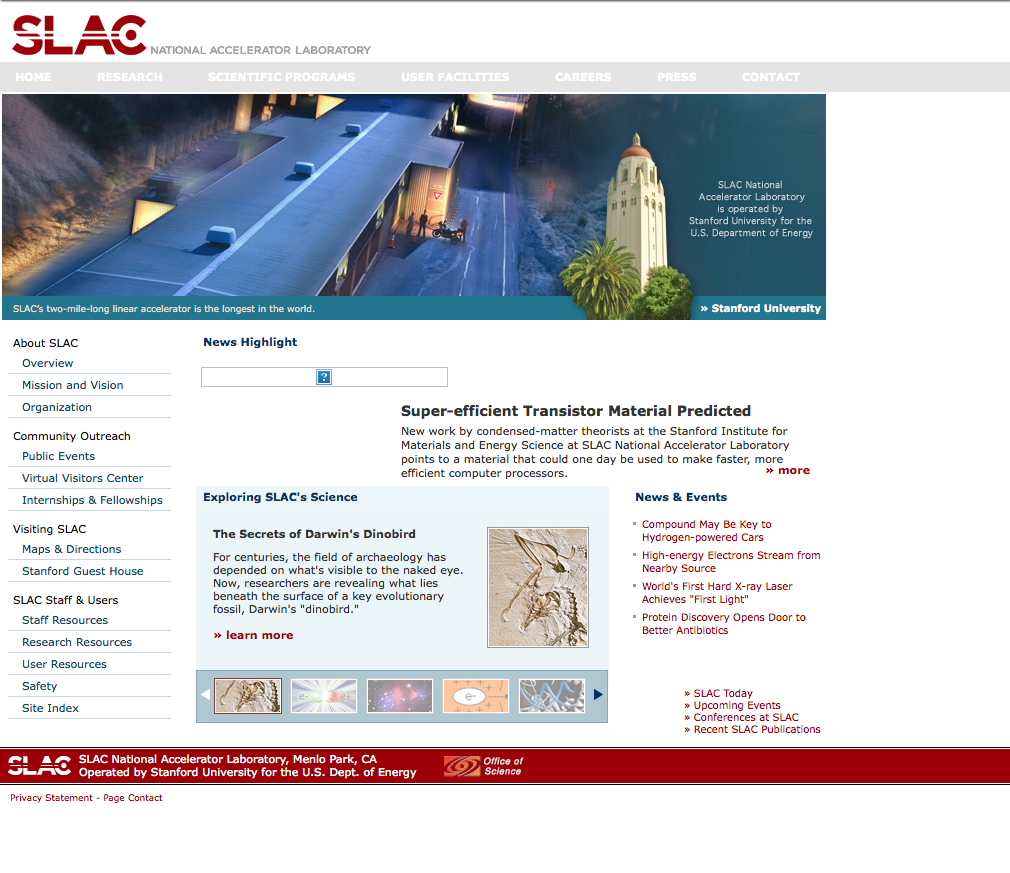 SLAC NATIONAL ACCELERATOR LABORATORY
HOME RESEARCH SCIENTIFIC PROGRAMS USER FACILITIES CAREERS PRESS CONTACT
SLAC National
Accelerator Laboratory
is operated by
Stanford University for the
U.S. Department of Energy
SLAC's two-mile-long linear accelerator is the longest in the world.
» Stanford University
About SLAC
Overview
Mission and Vision
Organization
Community Outreach
Public Events
Virtual Visitors Center
Internships & Fellowships
Visiting SLAC
Maps & Directions
Stanford Guest House
SLAC Staff & Users
Staff Resources
Research Resources
User Resources
Safety
Site Index
News Highlight
?
Super-efficient Transistor Material Predicted
New work by condensed-matter theorists at the Stanford Institute for
Materials and Energy Science at SLAC National Accelerator Laboratory
points to a material that could one day be used to make faster, more
efficient computer processors.
» more
Exploring SLAC's Science
The Secrets of Darwin's Dinobird
For centuries, the field of archaeology has
depended on what's visible to the naked eye.
Now, researchers are revealing what lies
beneath the surface of a key evolutionary
fossil, Darwin's "dinobird."
» learn more
e- e+
e-
News & Events
Compound May Be Key to
Hydrogen-powered Cars
High-energy Electrons Stream from
Nearby Source
World's First Hard X-ray Laser
Achieves "First Light"
Protein Discovery Opens Door to
Better Antibiotics
» SLAC Today
» Upcoming Events
» Conferences at SLAC
» Recent SLAC Publications
SLAC
SLAC National Accelerator Laboratory, Menlo Park, CA
Operated by Stanford University for the U.S. Dept. of Energy
Office of
Science
Privacy Statement - Page Contact